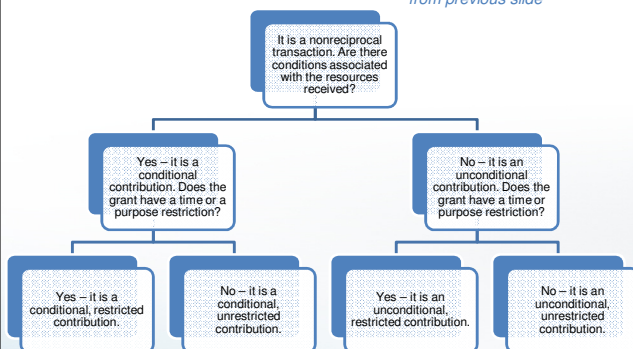 from previous slide
It is a nonreciprocal
transaction. Are there
conditions associated
with the resources
received?
Yes – it is a
conditional
contribution. Does the
grant have a time or a
purpose restriction?
No – it is an
unconditional
contribution. Does the
grant have a time or
purpose restriction?
Yes – it is a
conditional, restricted
contribution.
No – it is a
conditional,
unrestricted
contribution.
Yes – it is an
unconditional,
restricted contribution.
No – it is an
unconditional,
unrestricted
contribution.